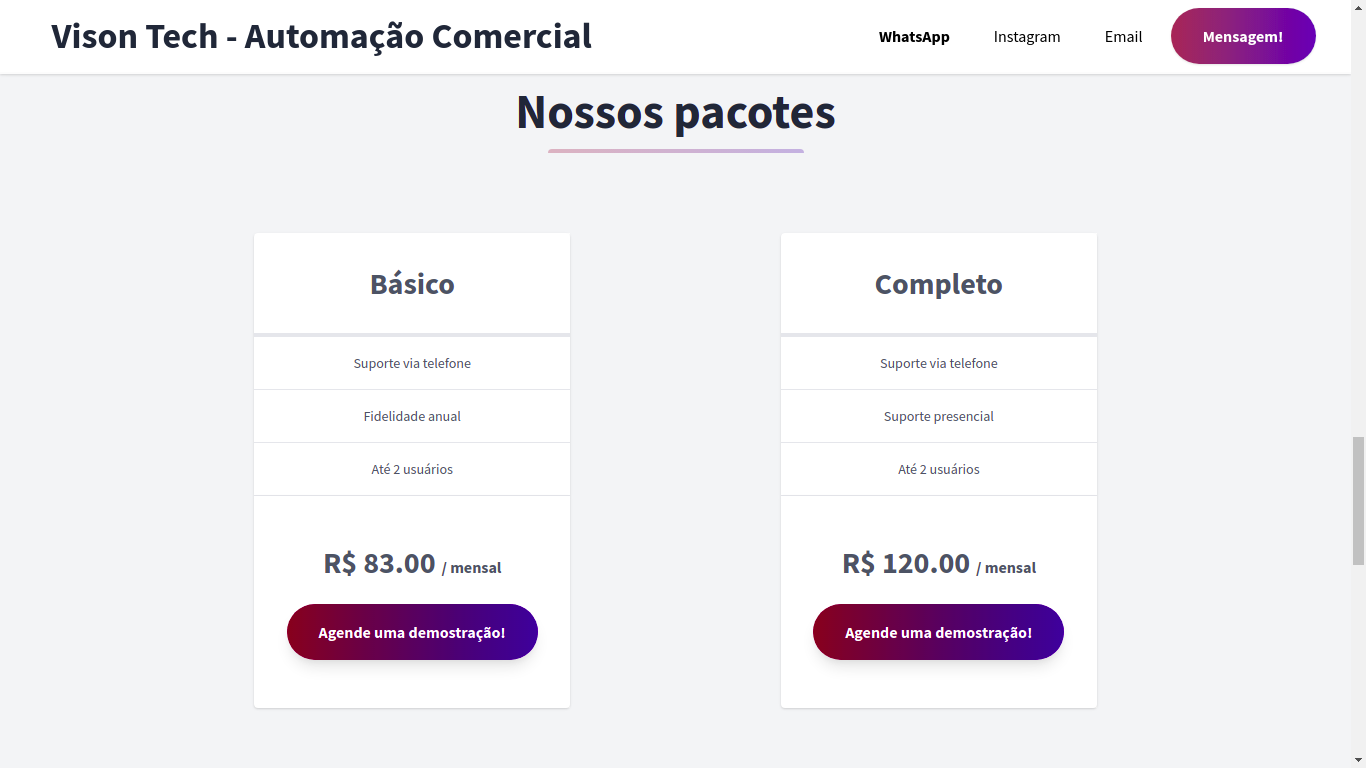 Vison Tech - Automação Comercial
WhatsApp Instagram Email Mensagem!
Nossos pacotes
Básico
Suporte via telefone
Fidelidade anual
Até 2 usuários
R$ 83.00 / mensal
Agende uma demostração!
Completo
Suporte via telefone
Suporte presencial
Até 2 usuários
R$ 120.00 / mensal
Agende uma demostração!